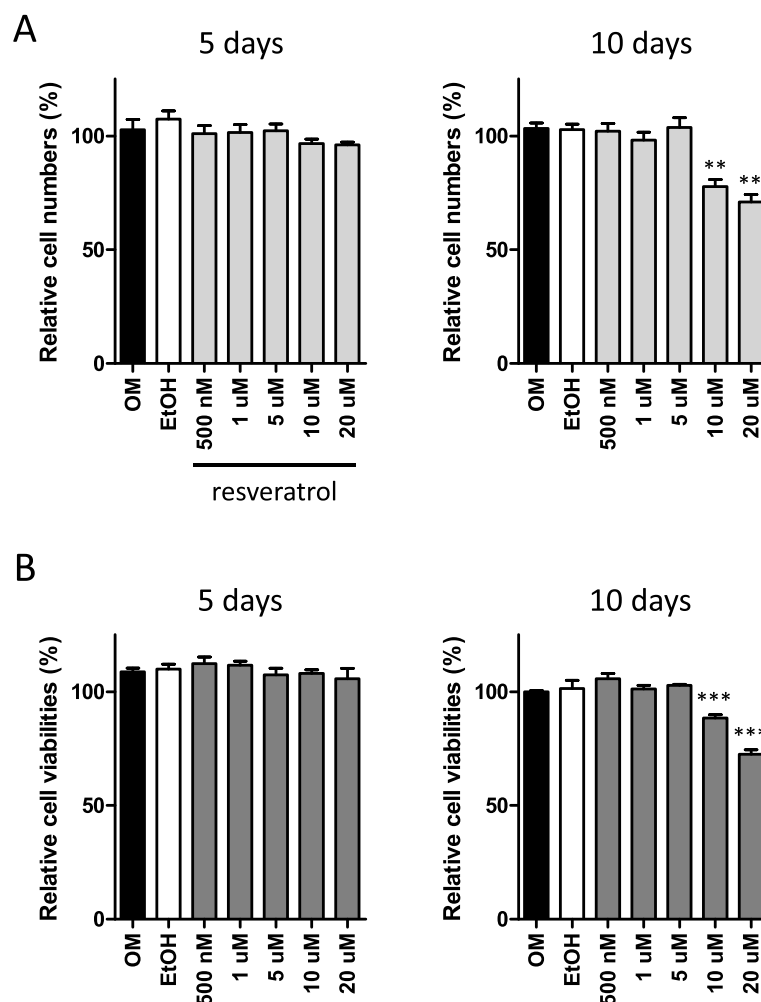 A
5 days
10 days
Relative cell numbers (%)
100
50
0
OM
EtOH
500 nM
1 uM
5 uM
10 uM
20 uM
resveratrol
Relative cell numbers (%)
100
50
0
**
**
OM
EtOH
500 nM
1 uM
5 uM
10 uM
20 uM
B
5 days
10 days
Relative cell viabilities (%)
100
50
0
OM
EtOH
500 nM
1 uM
5 uM
10 uM
20 uM
Relative cell viabilities (%)
100
50
0
***
***
OM
EtOH
500 nM
1 uM
5 uM
10 uM
20 uM